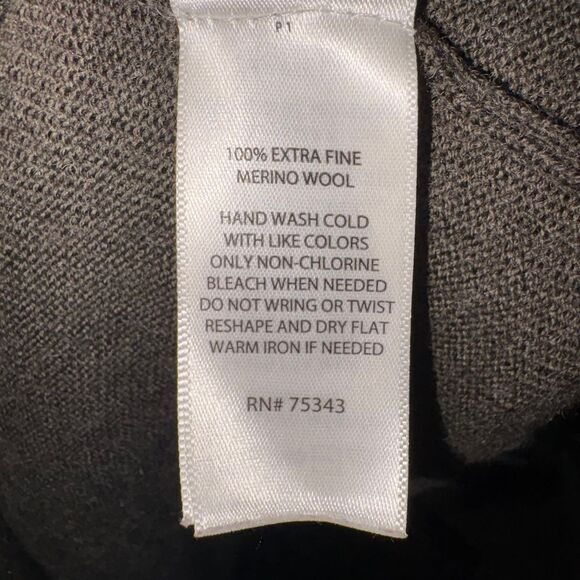 P1
100% EXTRA FINE
MERINO WOOL
HAND WASH COLD
WITH LIKE COLORS
ONLY NON-CHLORINE
BLEACH WHEN NEEDED
DO NOT WRING OR TWIST
RESHAPE AND DRY FLAT
WARM IRON IF NEEDED
RN# 75343